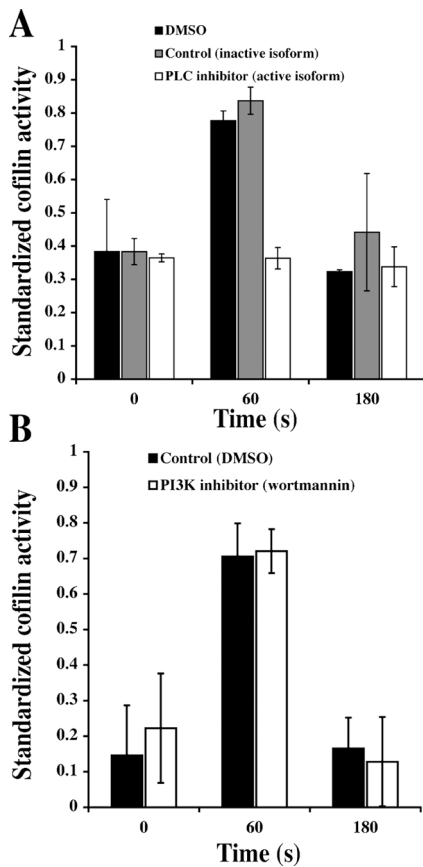 A
DMSO
Control (inactive isoform)
PLC inhibitor (active isoform)
Standardized cofilin activity
1
0.9
0.8
0.7
0.6
0.5
0.4
0.3
0.2
0.1
0
0 60 180
Time (s)
B
Control (DMSO)
PI3K inhibitor (wortmannin)
Standardized cofilin activity
1
0.9
0.8
0.7
0.6
0.5
0.4
0.3
0.2
0.1
0
0 60 180
Time (s)